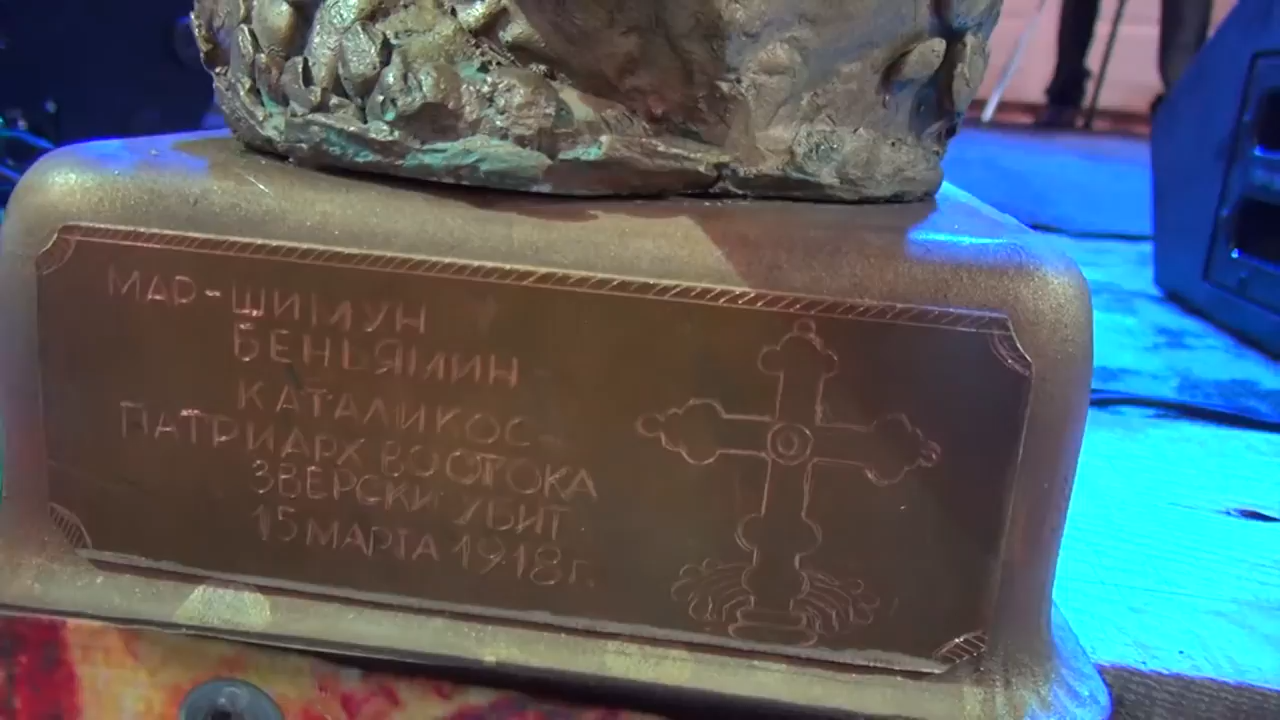 МАР-ШИМУН
БЕНЬЯМИН
КАТАЛИКОС-
ПАТРИАРХ ВОСТОКА
ЗВЕРСКИ УБИТ
15 МАРТА 1918 г.